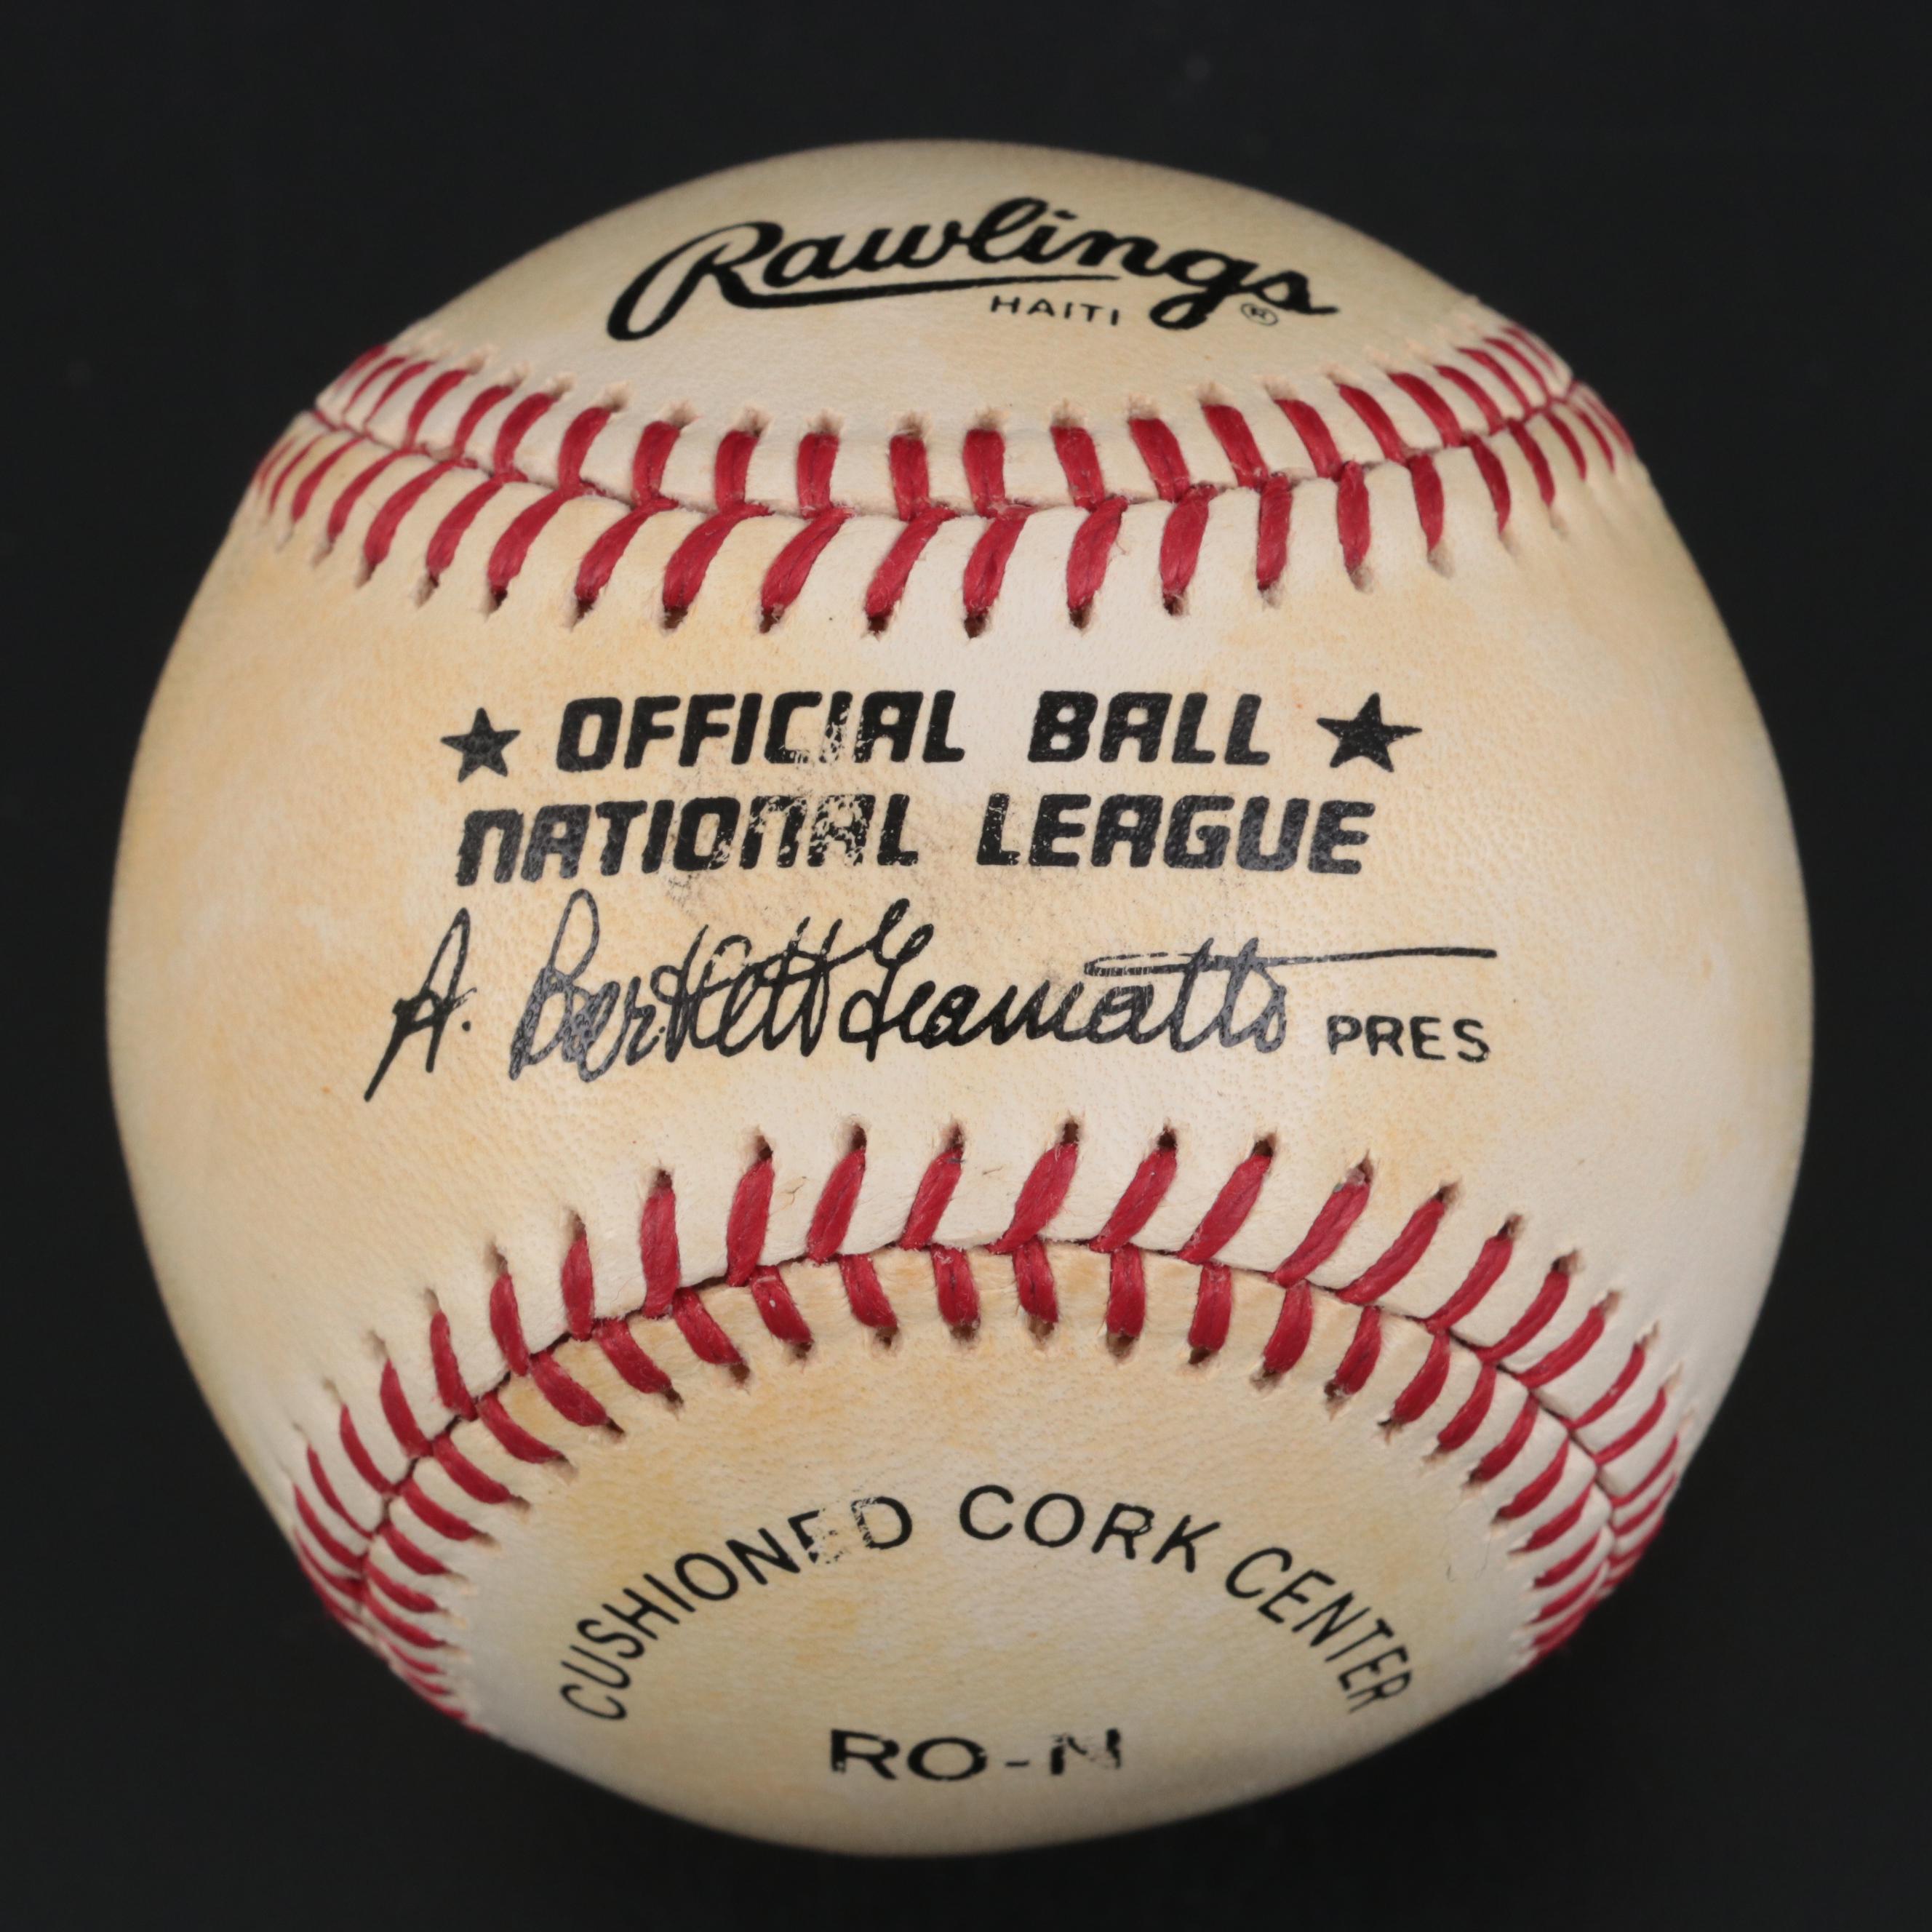 Rawlings ®
HAITI
★ OFFICIAL BALL ★
NATIONAL LEAGUE
A. Bartlett Giamatti PRES
CUSHIONED CORK CENTER
RO-N